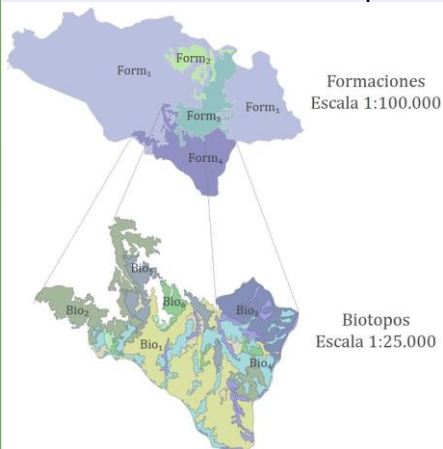 Form₁
Form₂
Form₃
Form₁
Form₄
Formaciones
Escala 1:100.000
Bio₂
Bio₅
Bio₆
Bio₁
Bio₃
Bio₄
Biotopos
Escala 1:25.000